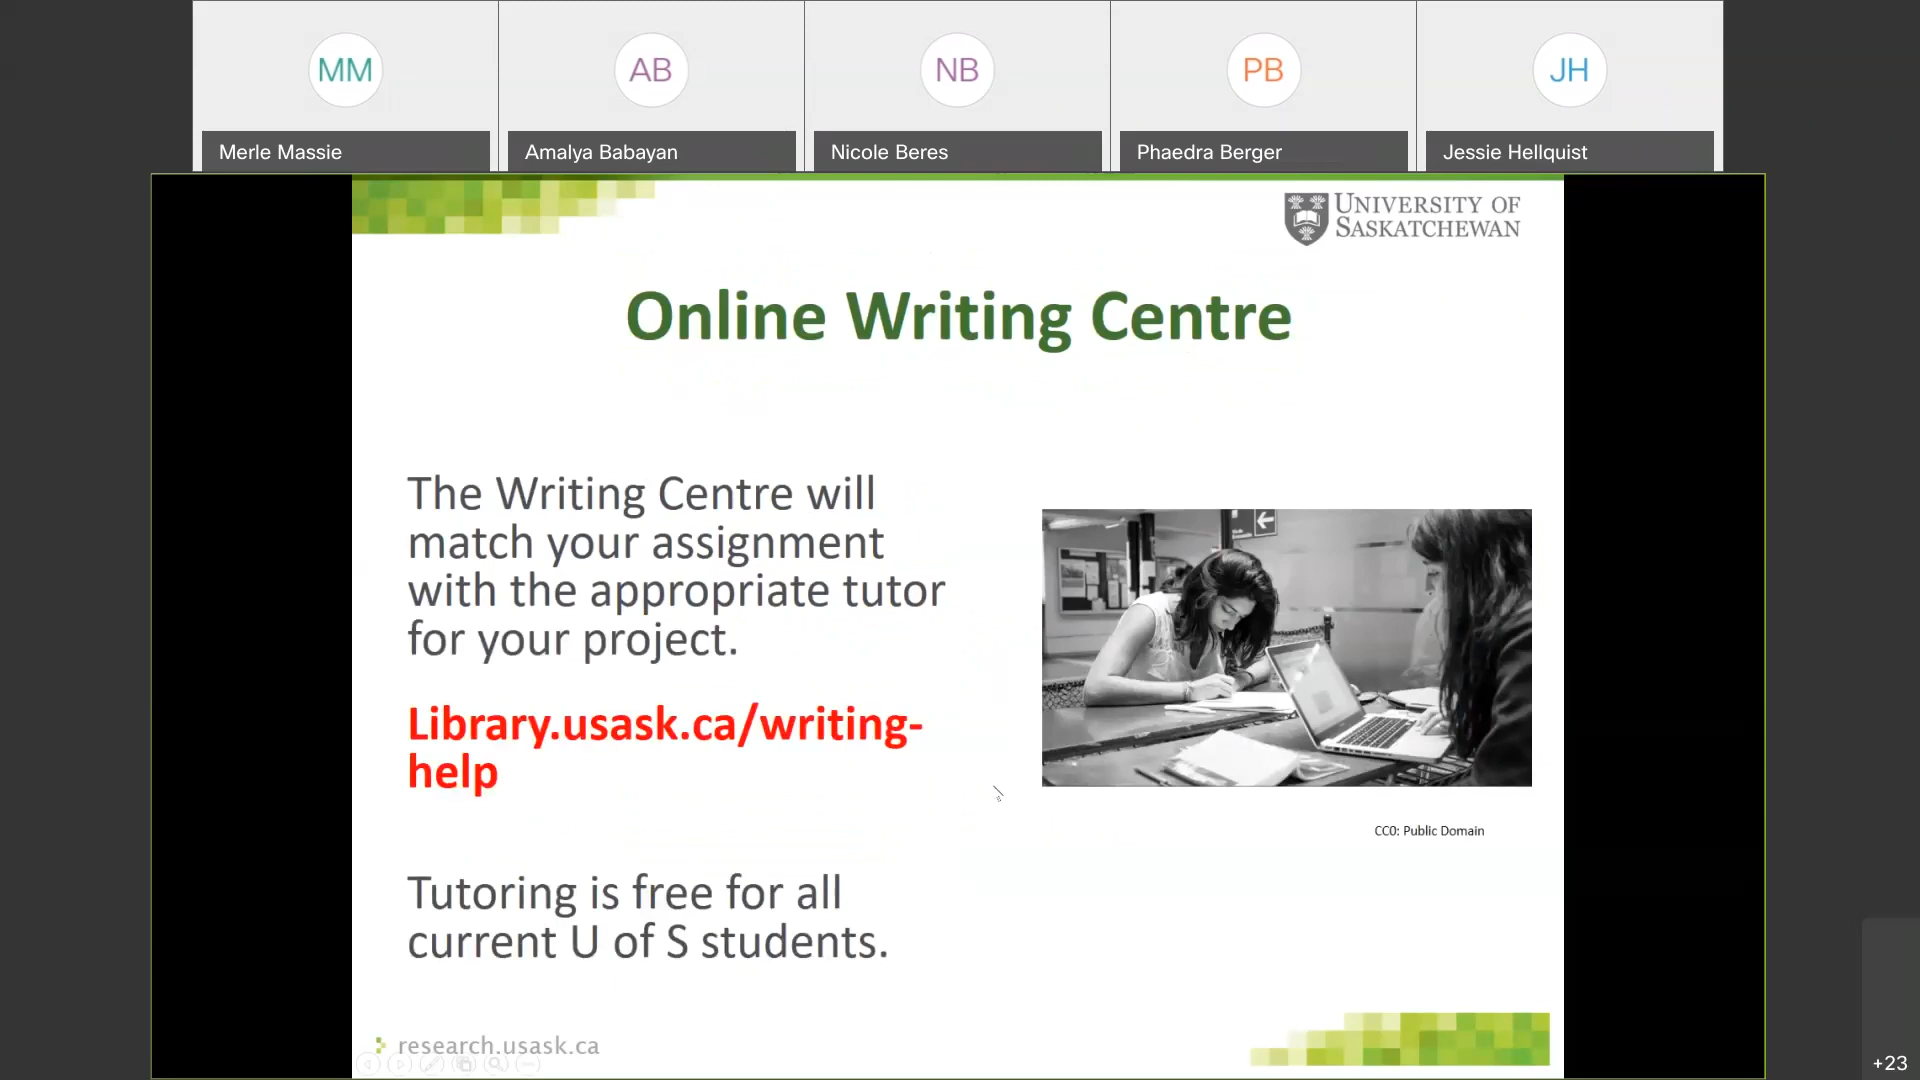 MM
AB
NB
PB
JH
Merle Massie
Amalya Babayan
Nicole Beres
Phaedra Berger
Jessie Hellquist
UNIVERSITY OF
SASKATCHEWAN
Online Writing Centre
The Writing Centre will
match your assignment
with the appropriate tutor
for your project.
Library.usask.ca/writing-
help
CC0: Public Domain
Tutoring is free for all
current U of S students.
research.usask.ca
+23